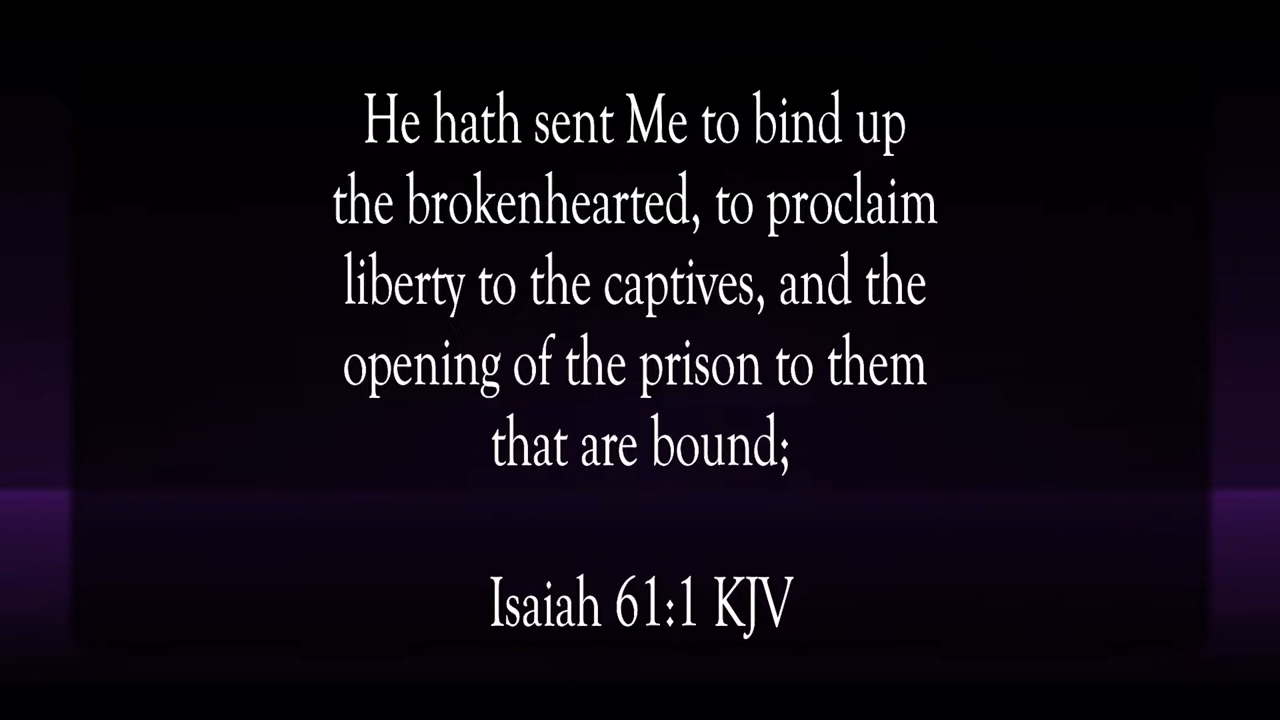 He hath sent Me to bind up
the brokenhearted, to proclaim
liberty to the captives, and the
opening of the prison to them
that are bound;
Isaiah 61:1 KJV